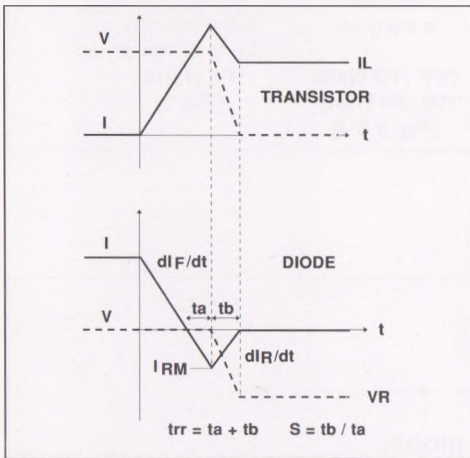 V
IL
TRANSISTOR
I
t
I
dIF/dt
DIODE
ta tb
V
t
IRM
dIR/dt
VR
trr = ta + tb S = tb / ta